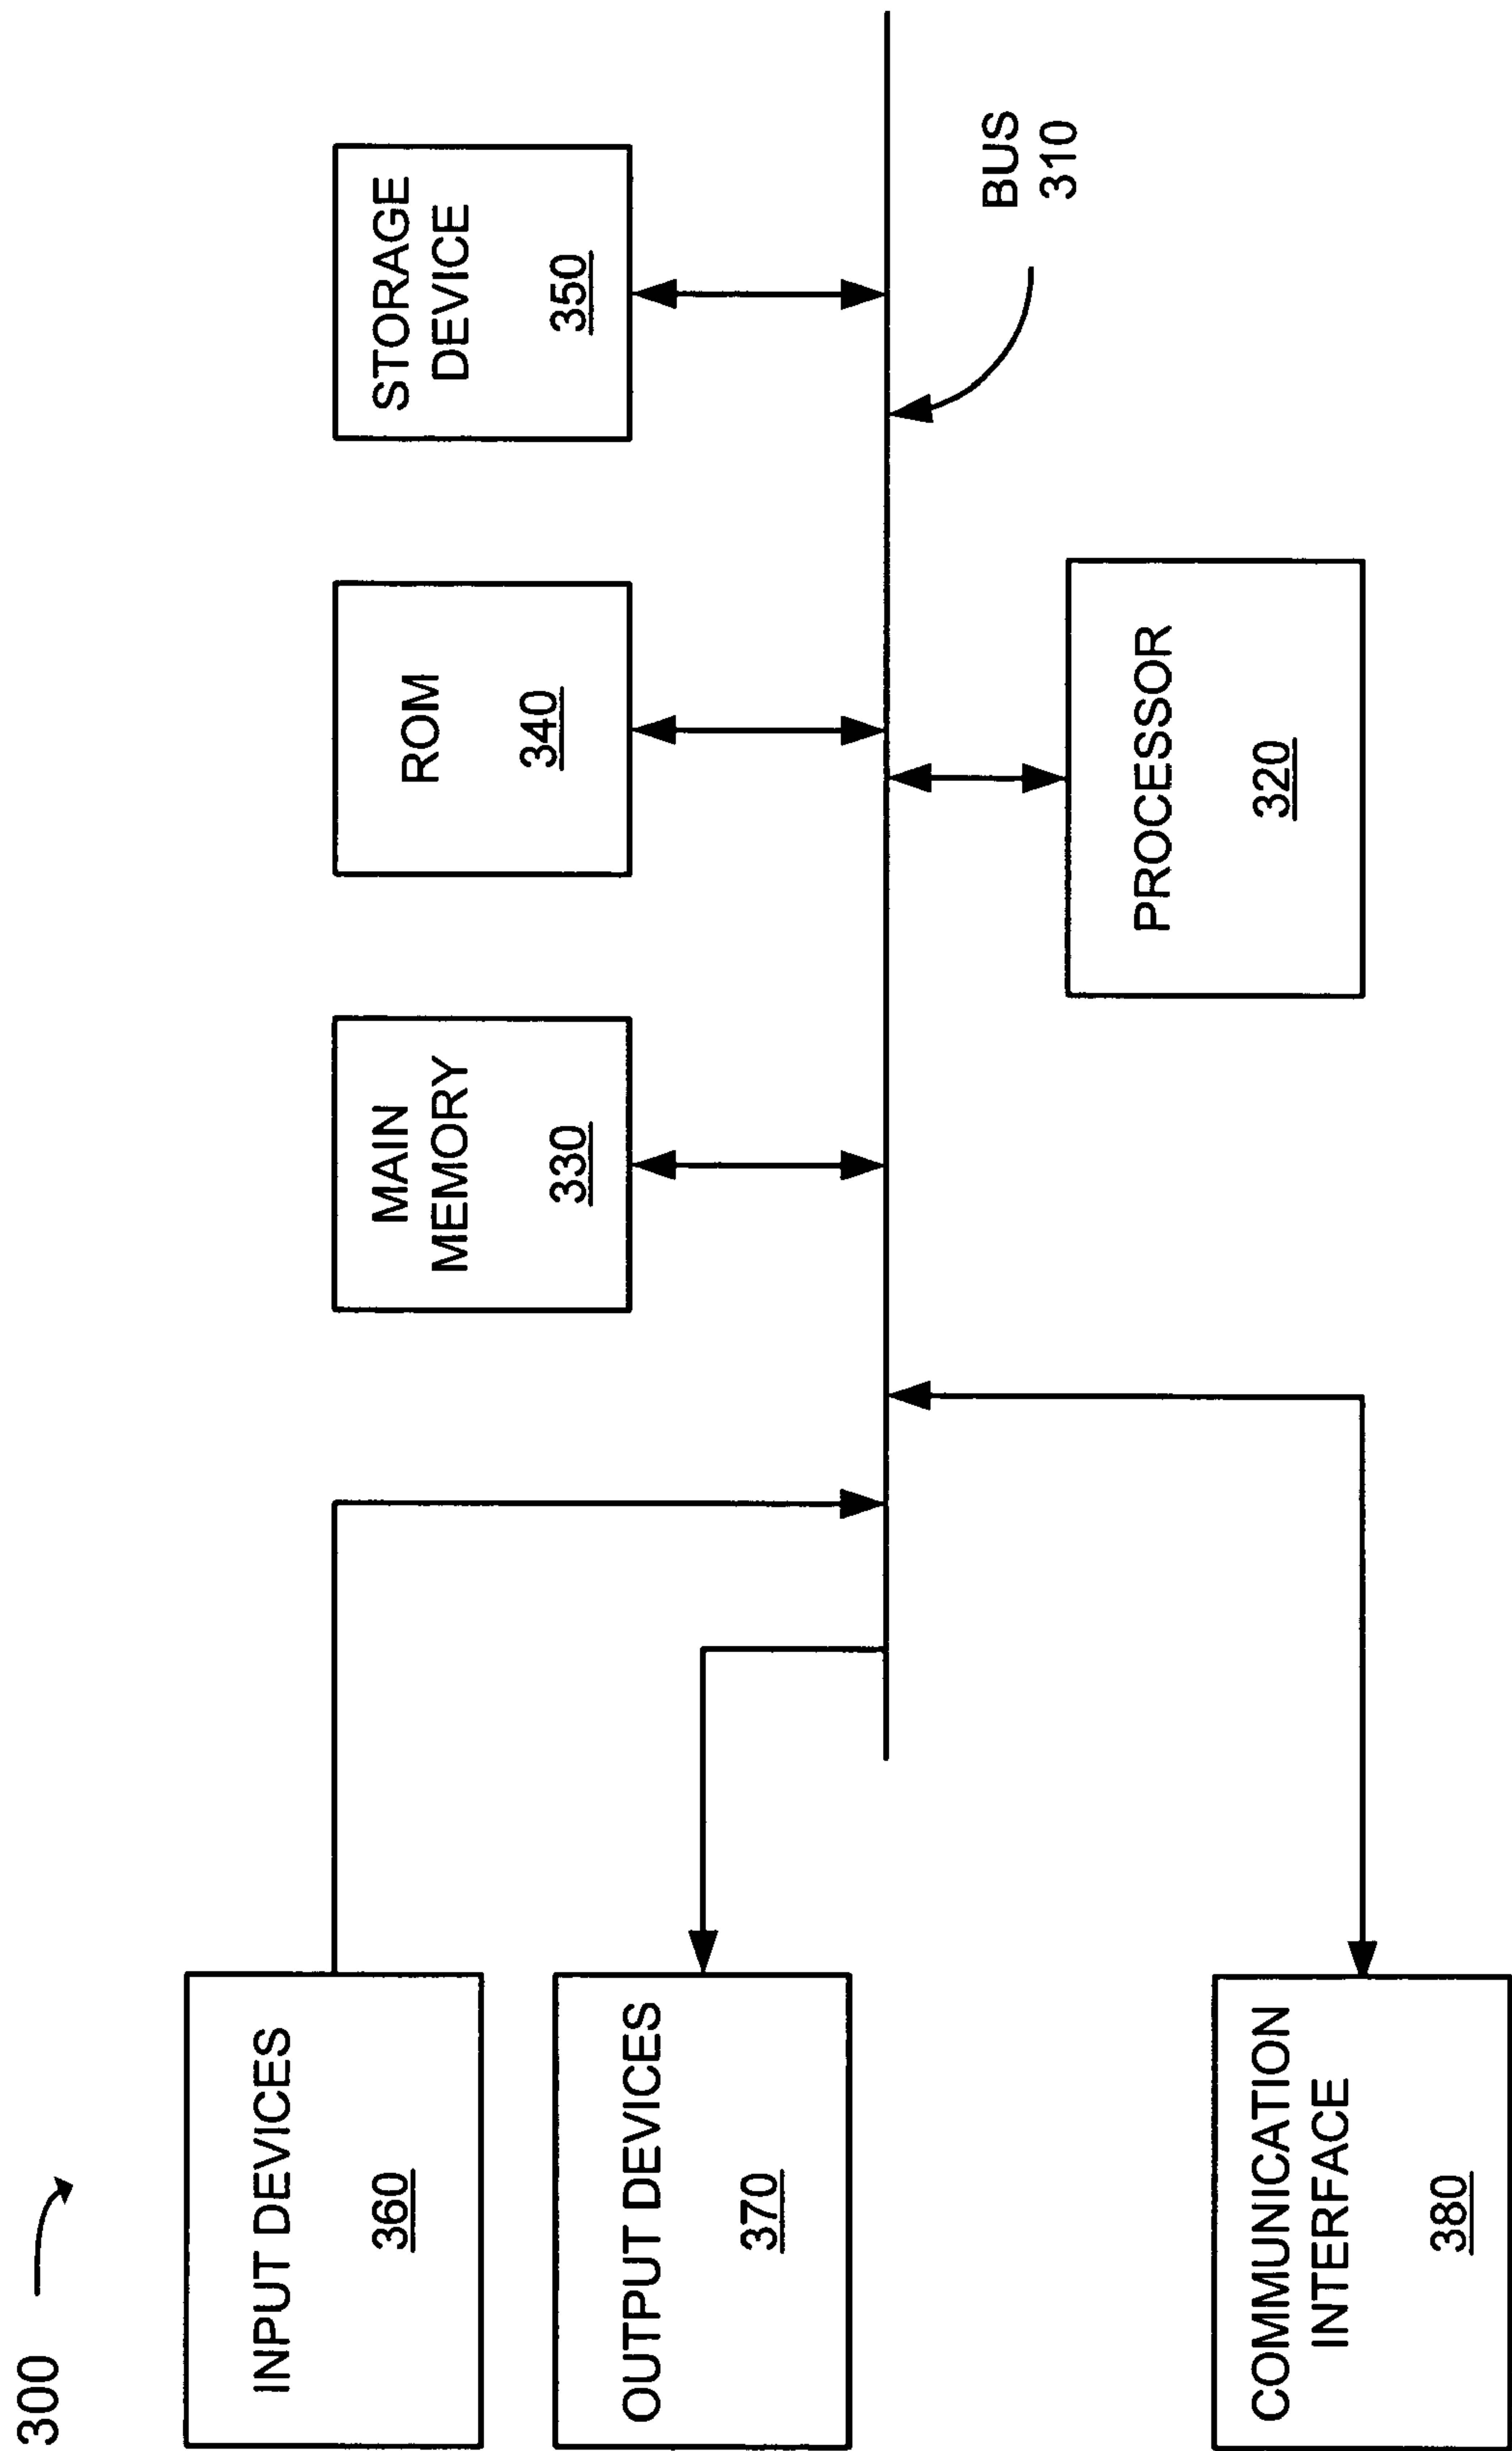 300
INPUT DEVICES
360
OUTPUT DEVICES
370
COMMUNICATION
INTERFACE
380
MAIN
MEMORY
330
ROM
340
STORAGE
DEVICE
350
PROCESSOR
320
BUS
310